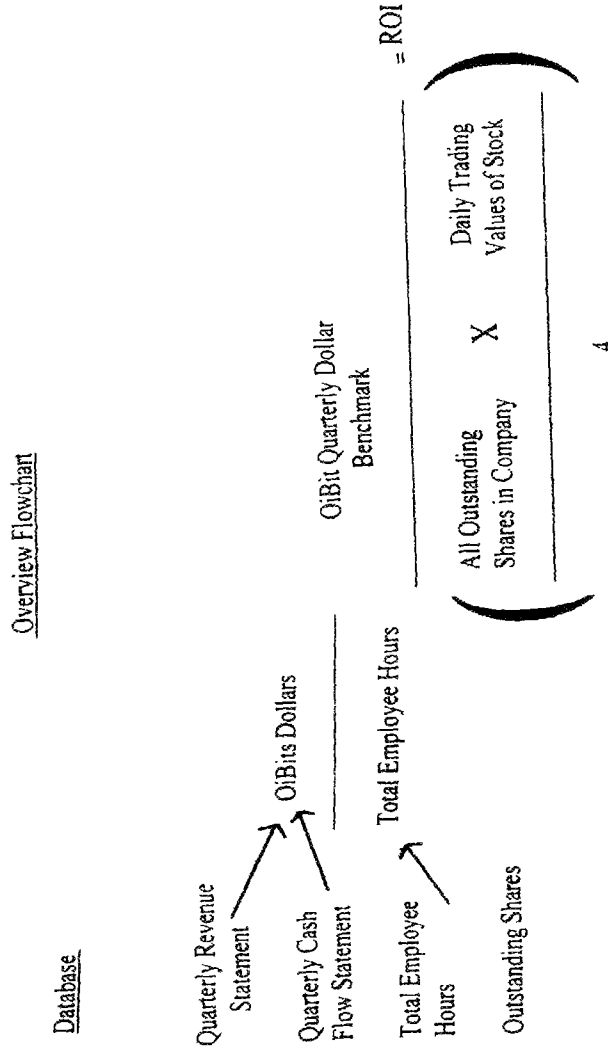 Overview Flowchart
Database
Quarterly Revenue
Statement
Quarterly Cash
Flow Statement
Total Employee
Hours
Outstanding Shares
OiBits Dollars
Total Employee Hours
OiBit Quarterly Dollar
Benchmark
All Outstanding
Shares in Company
X
Daily Trading
Values of Stock
4
= ROI